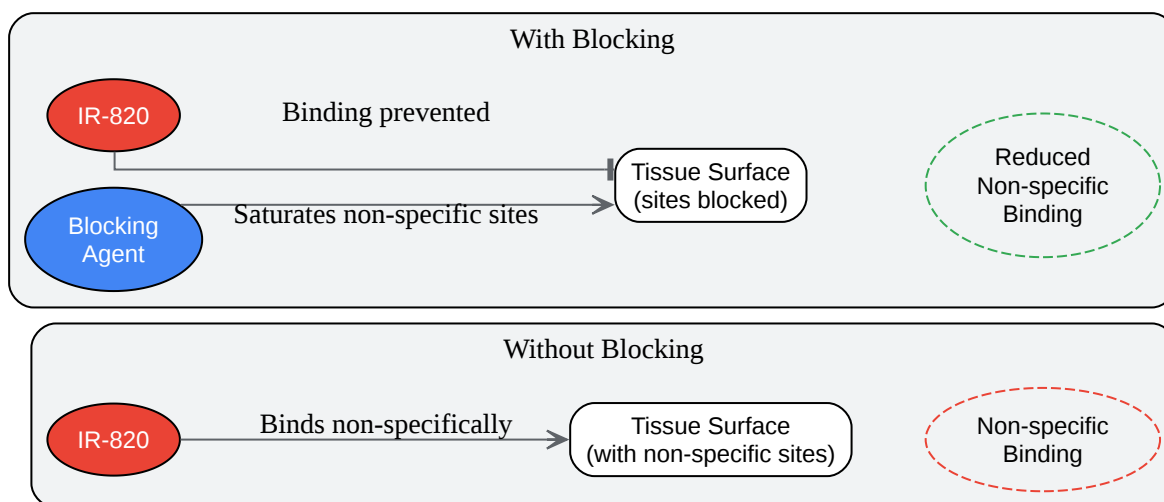 With Blocking
IR-820
Binding prevented
Tissue Surface
(sites blocked)
Reduced
Non-specific
Binding
Blocking
Agent
Saturates non-specific sites
Without Blocking
IR-820
Binds non-specifically
Tissue Surface
(with non-specific sites)
Non-specific
Binding